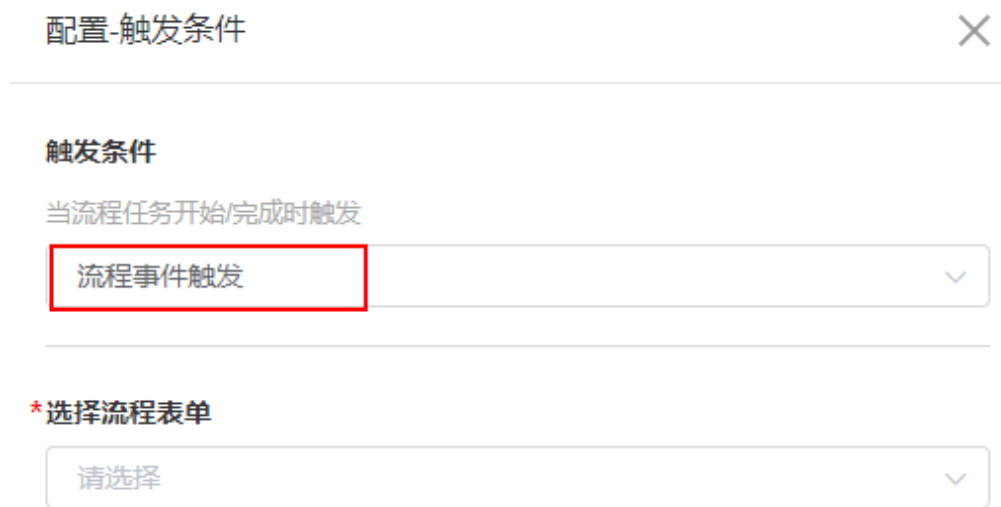 配置-触发条件
触发条件
当流程任务开始/完成时触发
流程事件触发
*选择流程表单
请选择